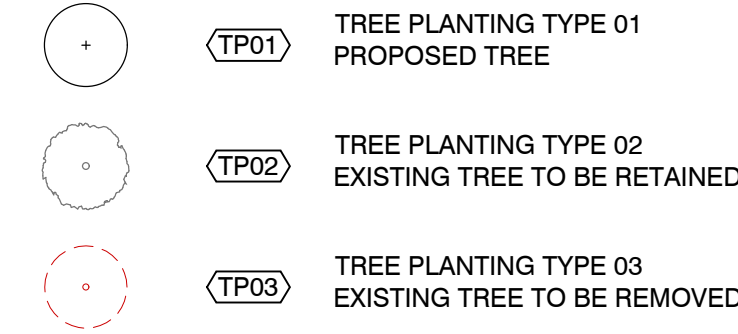 TP01
TREE PLANTING TYPE 01
PROPOSED TREE
TP02
TREE PLANTING TYPE 02
EXISTING TREE TO BE RETAINED
TP03
TREE PLANTING TYPE 03
EXISTING TREE TO BE REMOVED